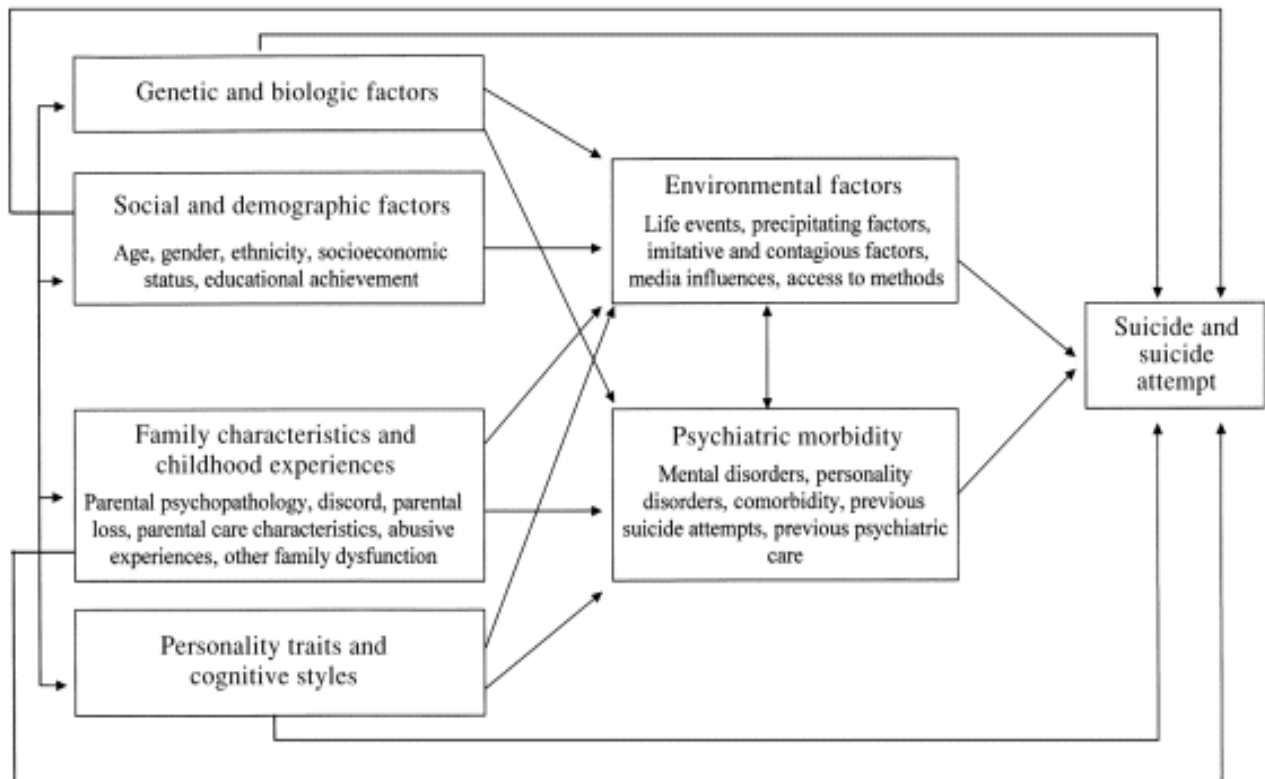 Genetic and biologic factors
Social and demographic factors
Age, gender, ethnicity, socioeconomic
status, educational achievement
Family characteristics and
childhood experiences
Parental psychopathology, discord, parental
loss, parental care characteristics, abusive
experiences, other family dysfunction
Personality traits and
cognitive styles
Environmental factors
Life events, precipitating factors,
imitative and contagious factors,
media influences, access to methods
Psychiatric morbidity
Mental disorders, personality
disorders, comorbidity, previous
suicide attempts, previous psychiatric
care
Suicide and
suicide
attempt